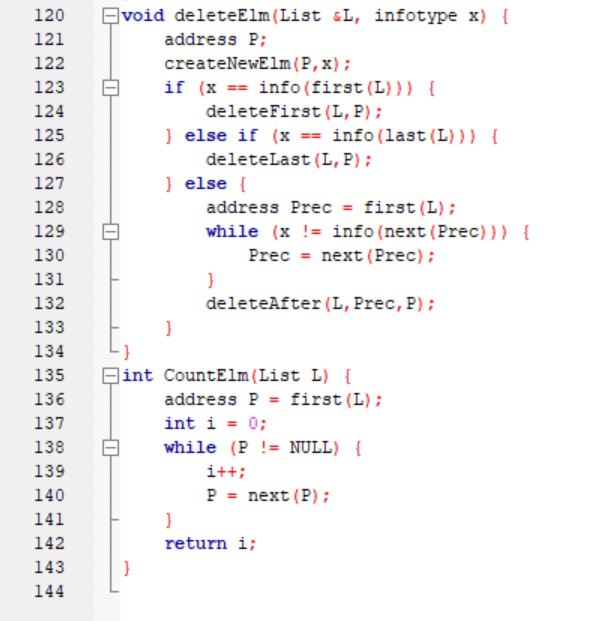 120 void deleteElm(List &L, infotype x) {
121     address P;
122     createNewElm(P,x);
123     if (x == info(first(L))) {
124         deleteFirst(L,P);
125     } else if (x == info(last(L))) {
126         deleteLast(L,P);
127     } else {
128         address Prec = first(L);
129         while (x != info(next(Prec))) {
130             Prec = next(Prec);
131         }
132         deleteAfter(L,Prec,P);
133     }
134 }
135 int CountElm(List L) {
136     address P = first(L);
137     int i = 0;
138     while (P != NULL) {
139         i++;
140         P = next(P);
141     }
142     return i;
143 }
144